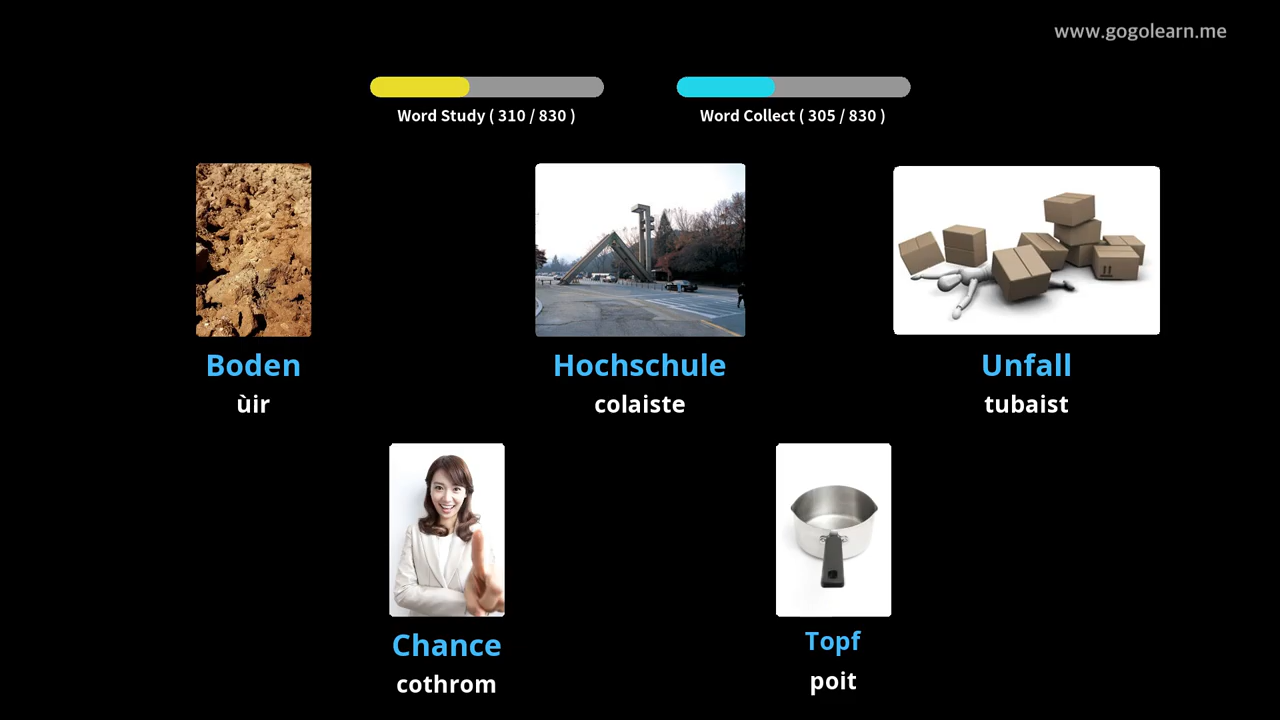 www.gogolearn.me
Word Study ( 310 / 830 )
Word Collect ( 305 / 830 )
Boden
ùir
Hochschule
colaiste
Unfall
tubaist
Chance
cothrom
Topf
poit